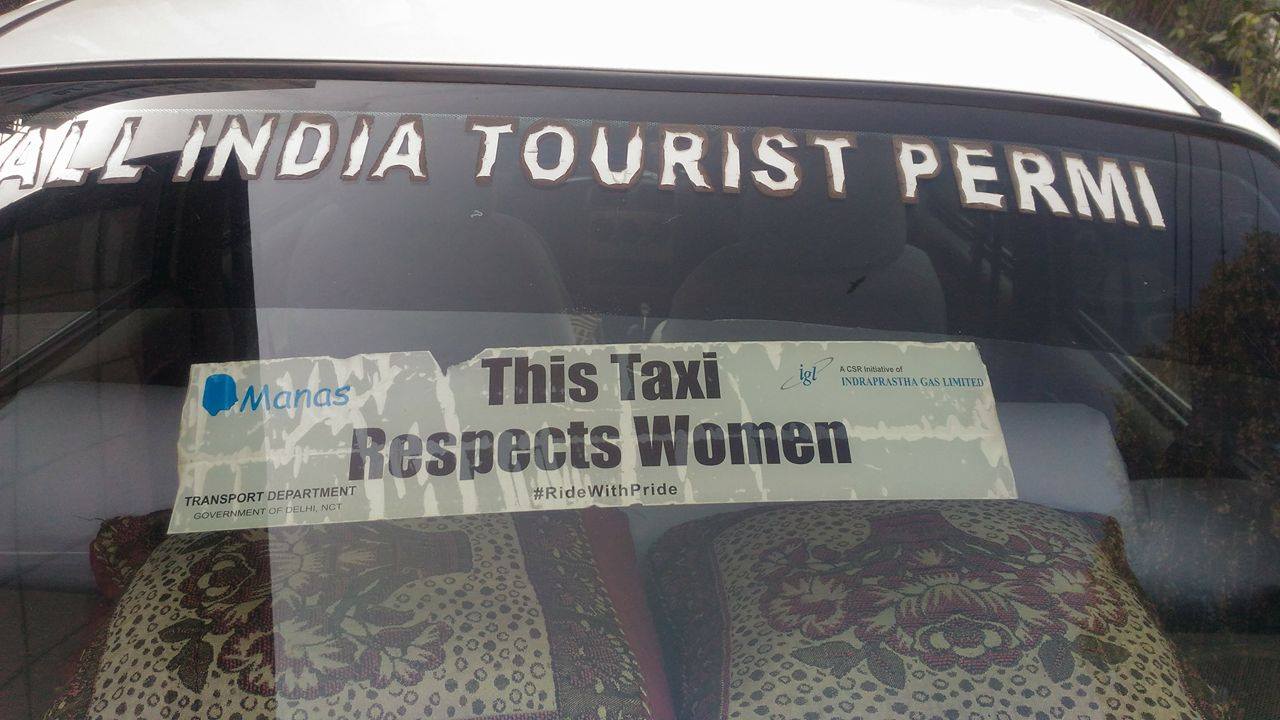 ALL INDIA TOURIST PERMI
Manas
This Taxi
Respects Women
#RideWithPride
igl
A CSR Initiative of
INDRAPRASTHA GAS LIMITED
TRANSPORT DEPARTMENT
GOVERNMENT OF DELHI, NCT